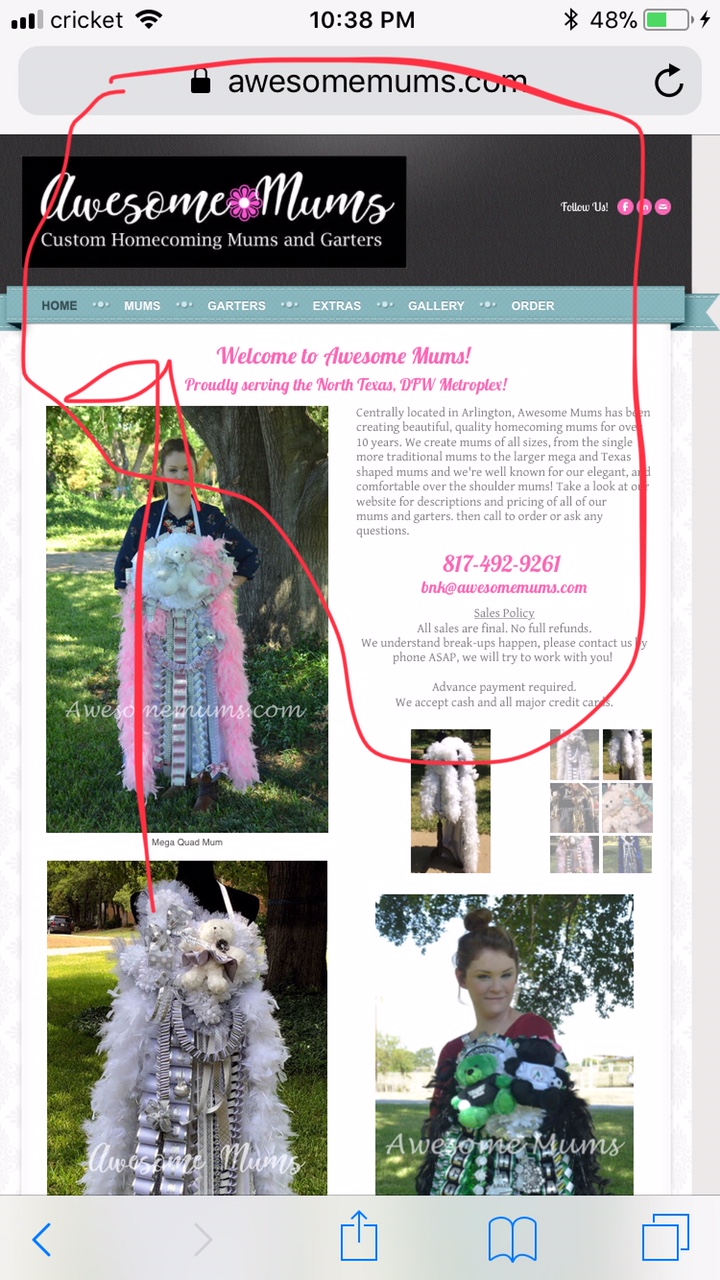 cricket 10:38 PM 48%
awesomemums.com
Awesome Mums
Custom Homecoming Mums and Garters
Follow Us!
HOME MUMS GARTERS EXTRAS GALLERY ORDER
Welcome to Awesome Mums!
Proudly serving the North Texas, DFW Metroplex!
Centrally located in Arlington, Awesome Mums has been
creating beautiful, quality homecoming mums for over
10 years. We create mums of all sizes, from the single
more traditional mums to the larger mega and Texas
shaped mums and we're well known for our elegant, and
comfortable over the shoulder mums! Take a look at our
website for descriptions and pricing of all of our
mums and garters. then call to order or ask any
questions.
817-492-9261
bnk@awesomemums.com
Sales Policy
All sales are final. No full refunds.
We understand break-ups happen, please contact us by
phone ASAP, we will try to work with you!
Advance payment required.
We accept cash and all major credit cards.
Awesomemums.com
Mega Quad Mum
Awesome Mums
Awesome Mums